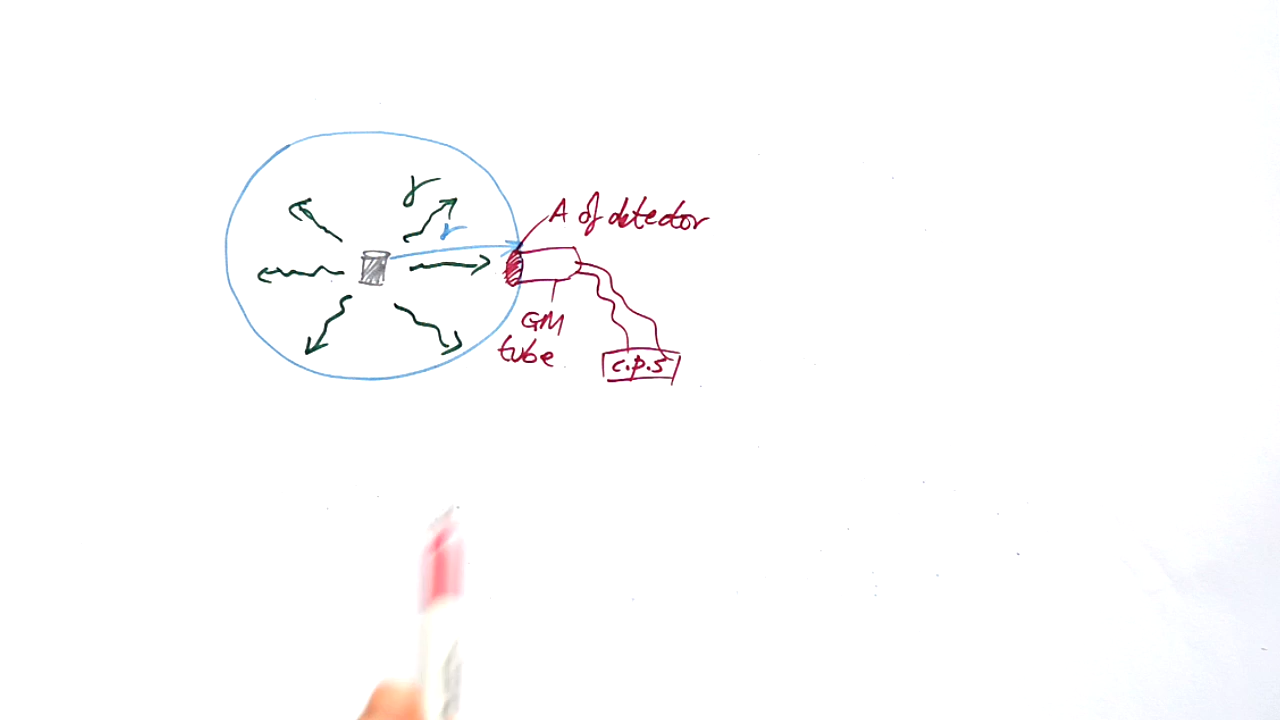 γ
r
A of detector
GM
tube
c.p.s